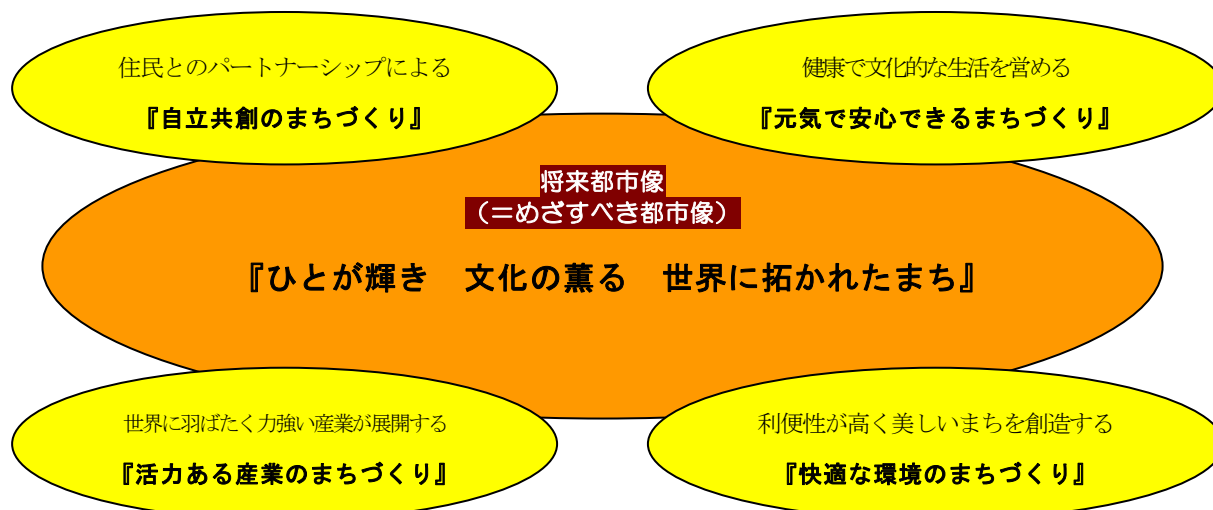 住民とのパートナーシップによる
『自立共創のまちづくり』
健康で文化的な生活を営める
『元気で安心できるまちづくり』
将来都市像
（＝めざすべき都市像）
『ひとが輝き　文化の薫る　世界に拓かれたまち』
世界に羽ばたく力強い産業が展開する
『活力ある産業のまちづくり』
利便性が高く美しいまちを創造する
『快適な環境のまちづくり』